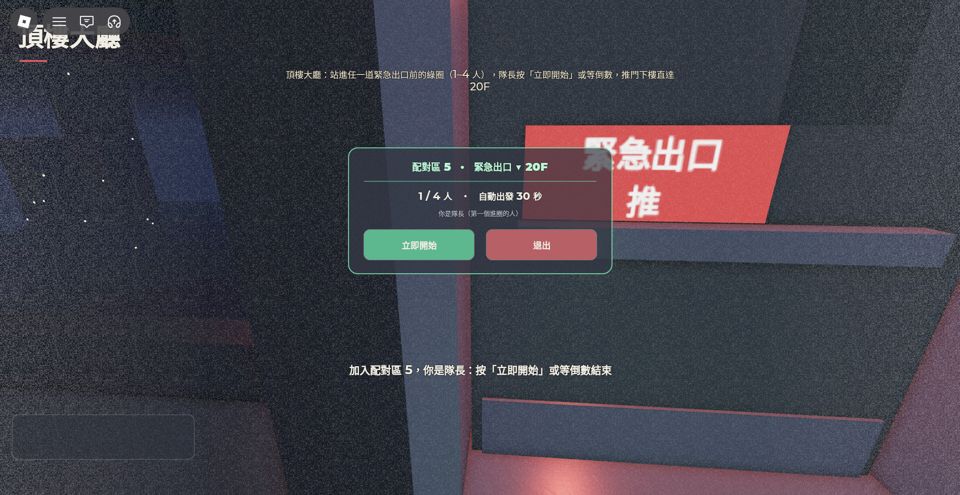 頂樓大廳
頂樓大廳：站進任一道緊急出口前的綠圈（1–4 人），隊長按「立即開始」或等倒數，推門下樓直達
20F
緊急出口
推
配對區 5 • 緊急出口 ▼ 20F
1 / 4 人 • 自動出發 30 秒
你是隊長（第一個進圈的人）
立即開始
退出
加入配對區 5，你是隊長：按「立即開始」或等倒數結束